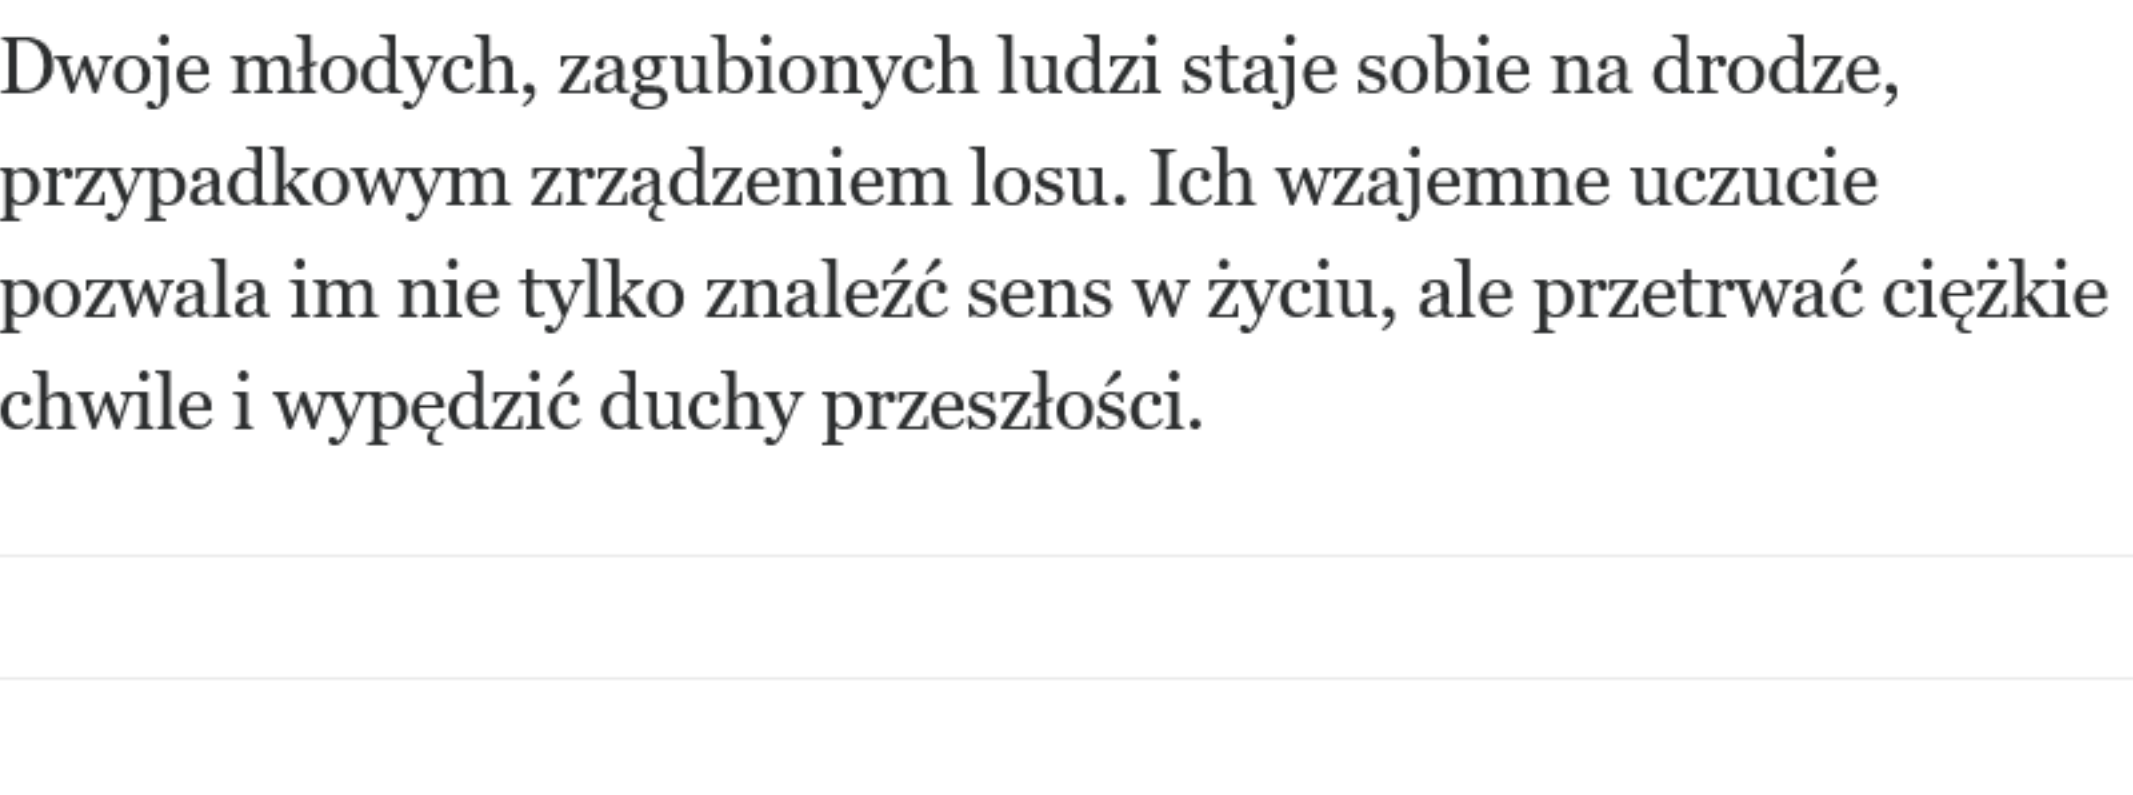 Dwoje młodych, zagubionych ludzi staje sobie na drodze,
przypadkowym zrządzeniem losu. Ich wzajemne uczucie
pozwala im nie tylko znaleźć sens w życiu, ale przetrwać ciężkie
chwile i wypędzić duchy przeszłości.